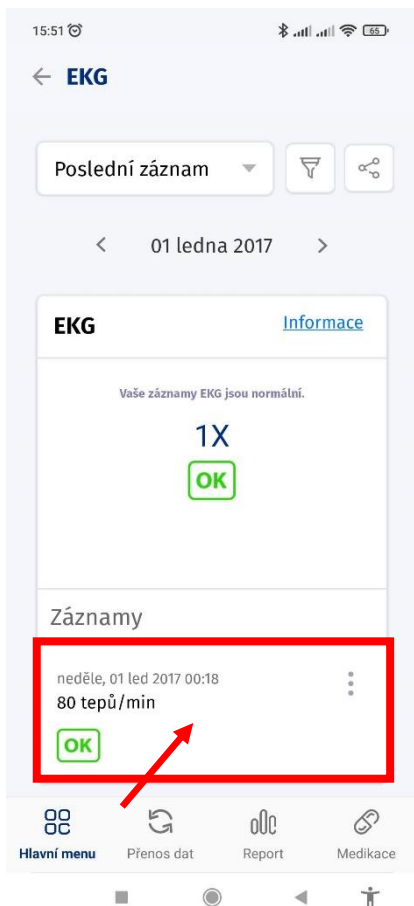 15:51 65
EKG
Poslední záznam
01 ledna 2017
EKG Informace
Vaše záznamy EKG jsou normální.
1X
OK
Záznamy
neděle, 01 led 2017 00:18
80 tepů/min
OK
Hlavní menu Přenos dat Report Medikace